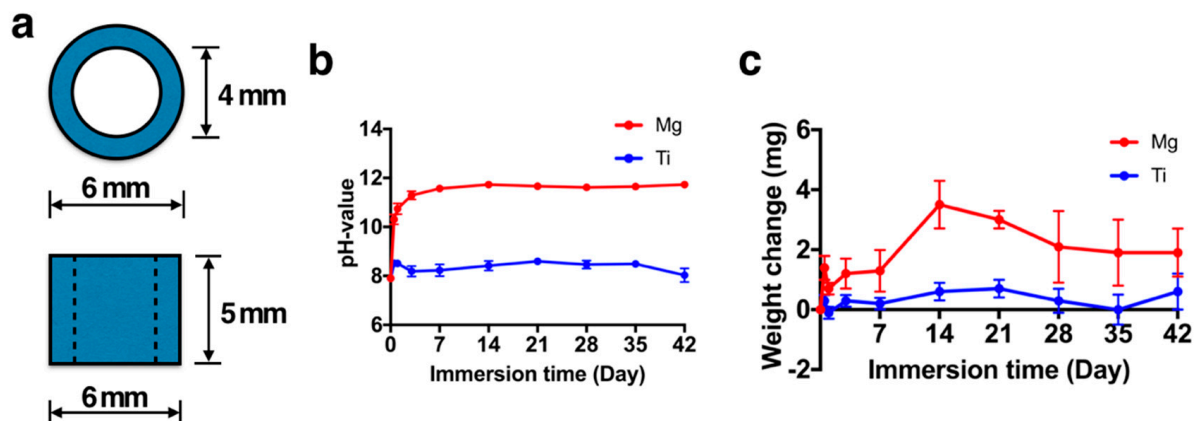 a
4 mm
6 mm
5 mm
6 mm
b
14
12
10
8
6
pH-value
0 7 14 21 28 35 42
Immersion time (Day)
Mg
Ti
c
6
4
2
0
-2
Weight change (mg)
7 14 21 28 35 42
Immersion time (Day)
Mg
Ti